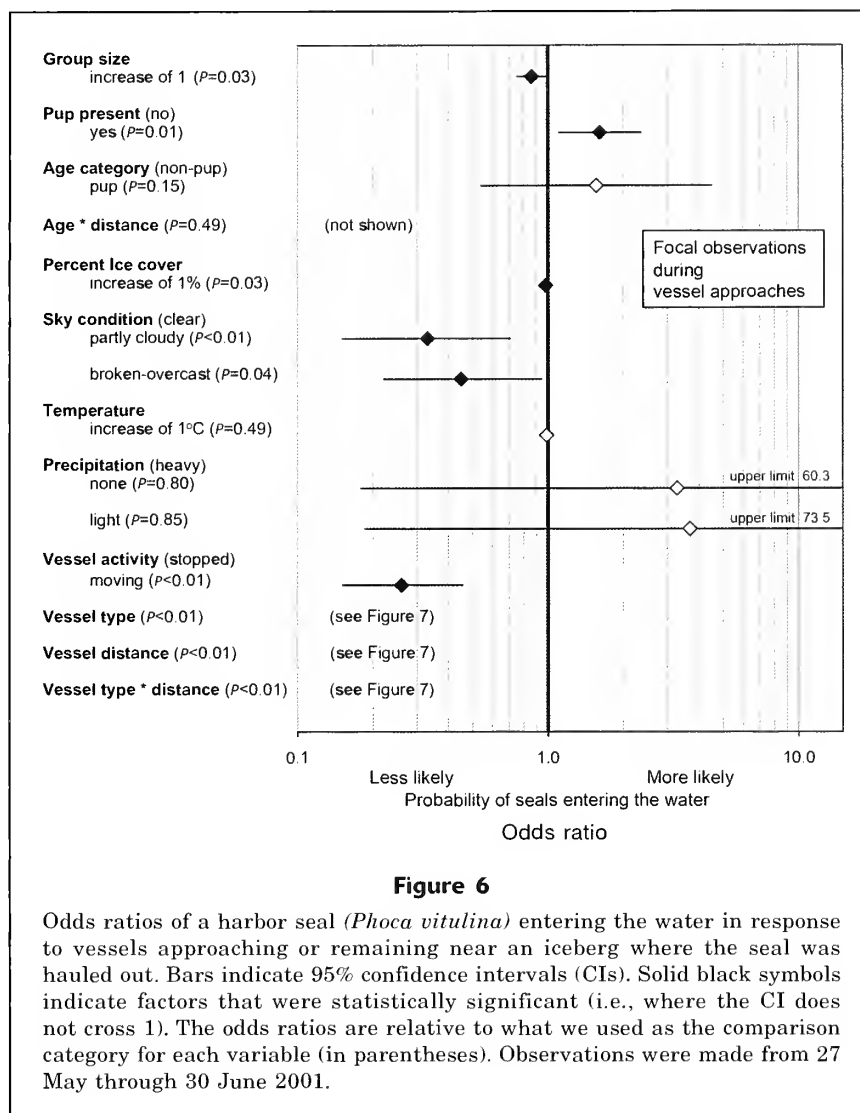 Group size
increase of 1 (P=0.03)
Pup present (no)
yes (P=0.01)
Age category (non-pup)
pup (P=0.15)
Age * distance (P=0.49) (not shown)
Percent Ice cover
increase of 1% (P=0.03)
Sky condition (clear)
partly cloudy (P<0.01)
broken-overcast (P=0.04)
Temperature
increase of 1°C (P=0.49)
Precipitation (heavy)
none (P=0.80)
light (P=0.85)
Vessel activity (stopped)
moving (P<0.01)
Vessel type (P<0.01) (see Figure 7)
Vessel distance (P<0.01) (see Figure 7)
Vessel type * distance (P<0.01) (see Figure 7)
Focal observations
during
vessel approaches
upper limit 60.3
upper limit 73 5
0.1 1.0 10.0
Less likely More likely
Probability of seals entering the water
Odds ratio
Figure 6
Odds ratios of a harbor seal (Phoca vitulina) entering the water in response
to vessels approaching or remaining near an iceberg where the seal was
hauled out. Bars indicate 95% confidence intervals (CIs). Solid black symbols
indicate factors that were statistically significant (i.e., where the CI does
not cross 1). The odds ratios are relative to what we used as the comparison
category for each variable (in parentheses). Observations were made from 27
May through 30 June 2001.